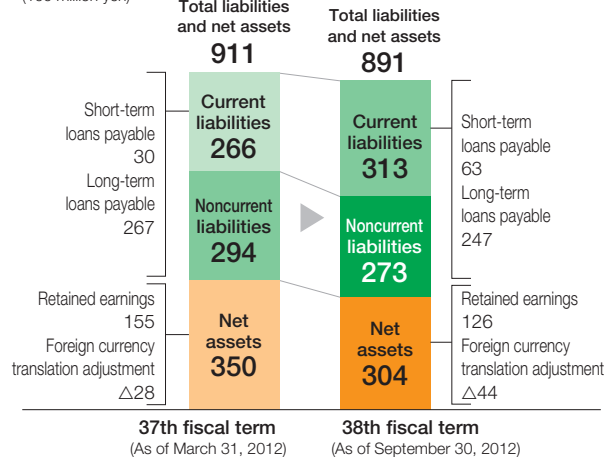 Total liabilities
and net assets
911
Total liabilities
and net assets
891
Short-term
loans payable
30
Long-term
loans payable
267
Current
liabilities
266
Noncurrent
liabilities
294
Retained earnings
155
Foreign currency
translation adjustment
△28
Net
assets
350
Current
liabilities
313
Noncurrent
liabilities
273
Net
assets
304
Short-term
loans payable
63
Long-term
loans payable
247
Retained earnings
126
Foreign currency
translation adjustment
△44
37th fiscal term
(As of March 31, 2012)
38th fiscal term
(As of September 30, 2012)